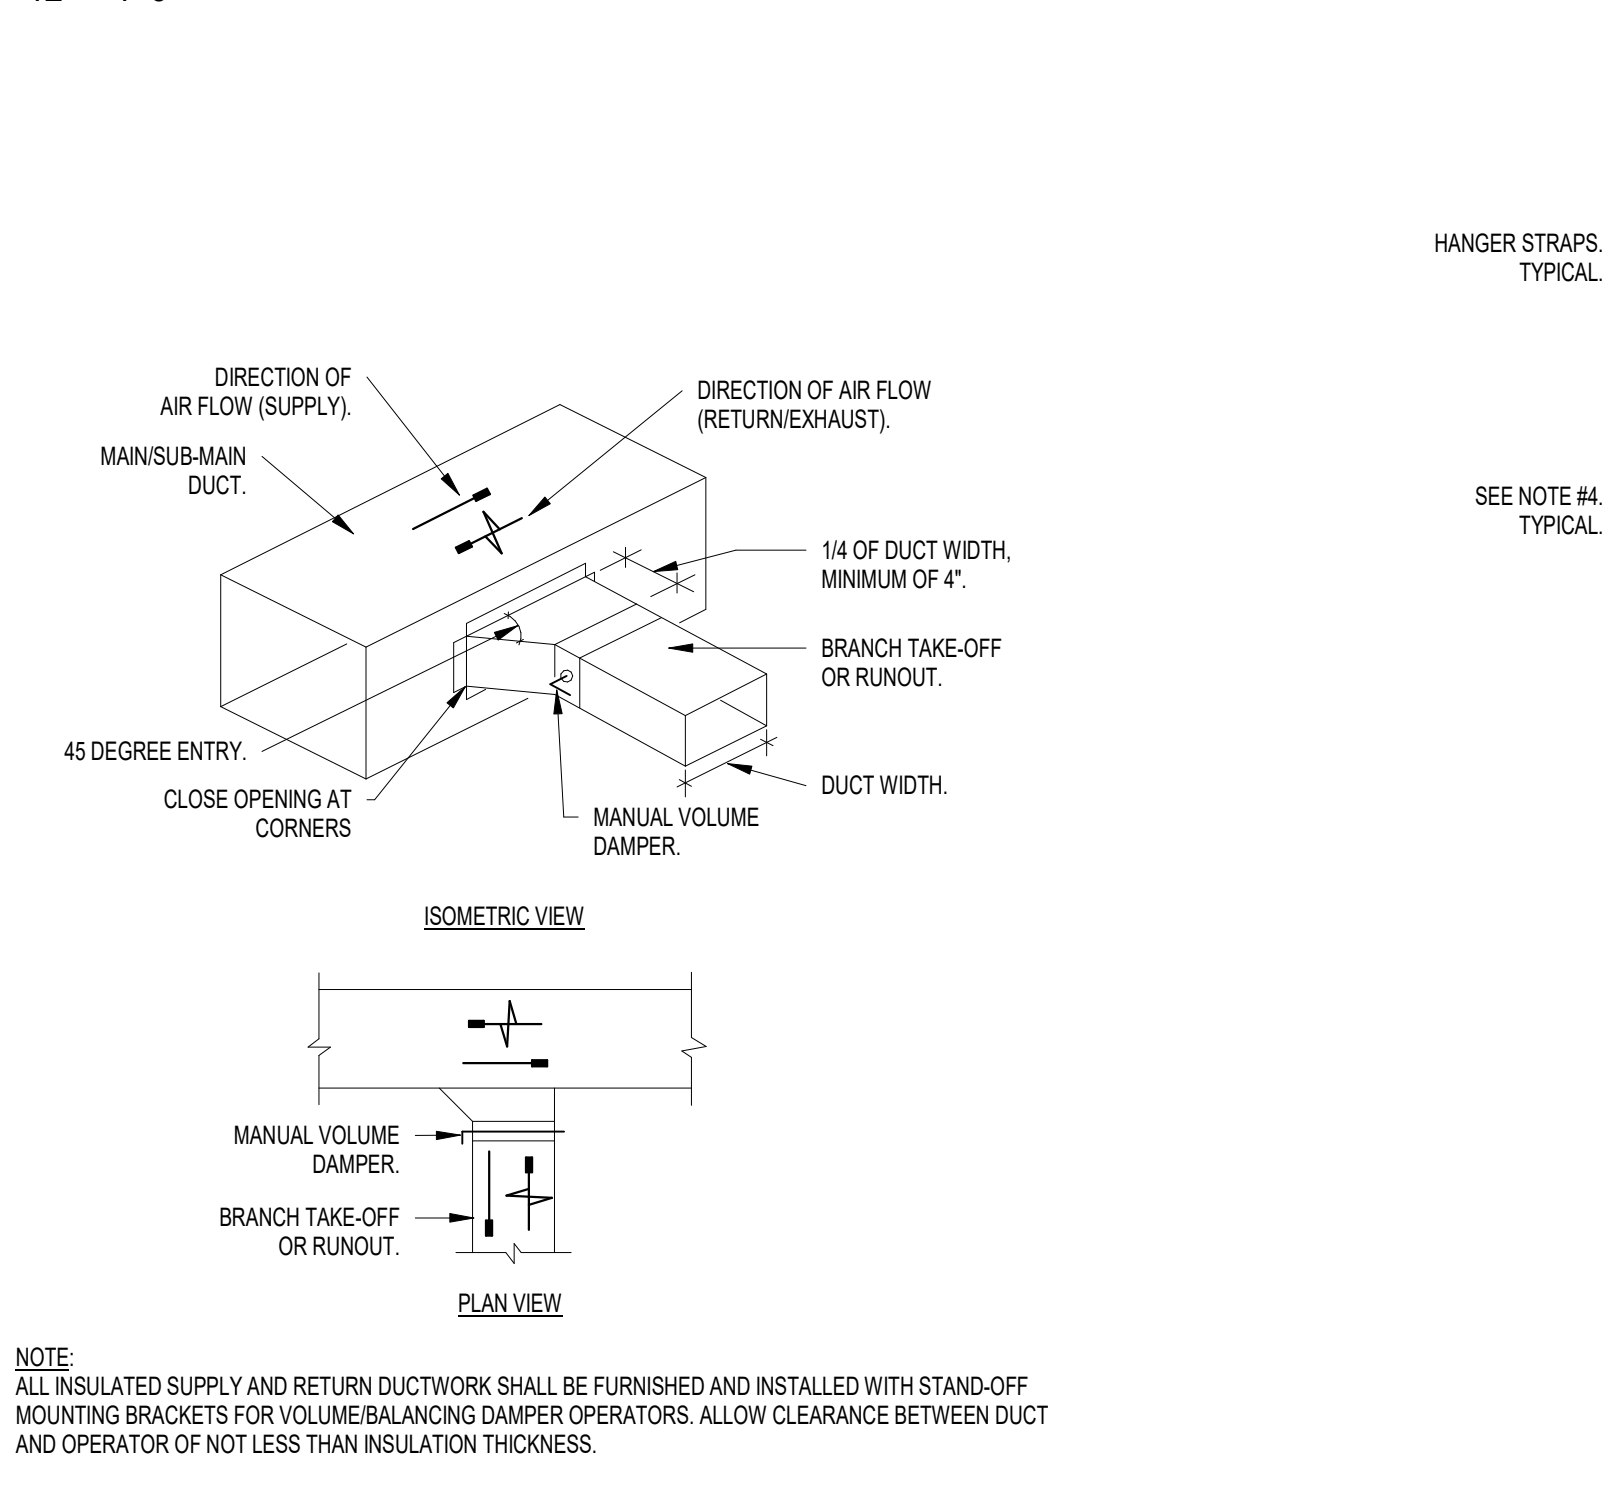 DIRECTION OF
AIR FLOW (SUPPLY).
MAIN/SUB-MAIN
DUCT.
DIRECTION OF AIR FLOW
(RETURN/EXHAUST).
1/4 OF DUCT WIDTH,
MINIMUM OF 4".
BRANCH TAKE-OFF
OR RUNOUT.
45 DEGREE ENTRY.
CLOSE OPENING AT
CORNERS
DUCT WIDTH.
MANUAL VOLUME
DAMPER.
ISOMETRIC VIEW
MANUAL VOLUME
DAMPER.
BRANCH TAKE-OFF
OR RUNOUT.
PLAN VIEW
NOTE:
ALL INSULATED SUPPLY AND RETURN DUCTWORK SHALL BE FURNISHED AND INSTALLED WITH STAND-OFF
MOUNTING BRACKETS FOR VOLUME/BALANCING DAMPER OPERATORS. ALLOW CLEARANCE BETWEEN DUCT
AND OPERATOR OF NOT LESS THAN INSULATION THICKNESS.
HANGER STRAPS.
TYPICAL.
SEE NOTE #4.
TYPICAL.